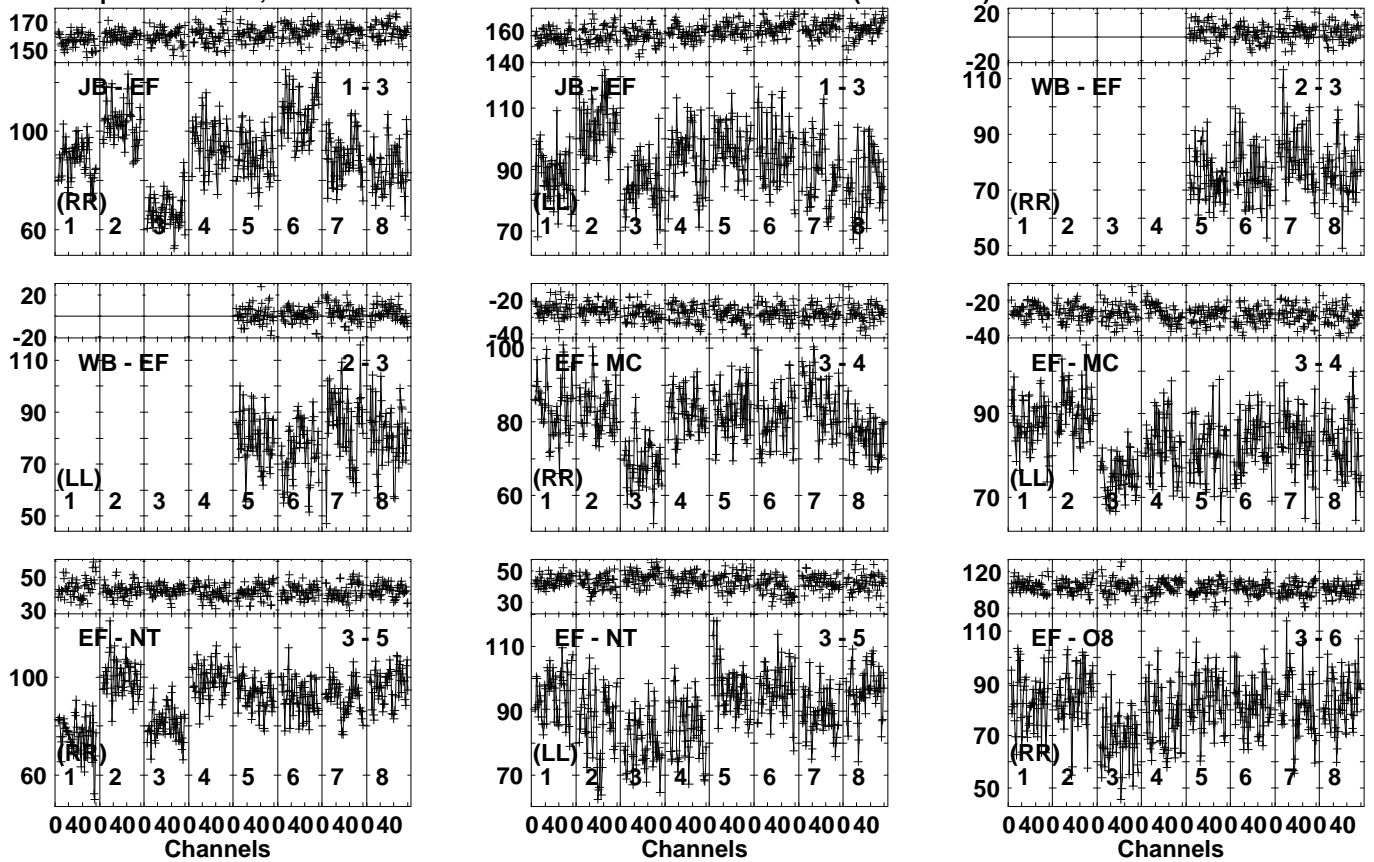 170
150
JB - EF 1 - 3
100
(RR)
60
1 2 3 4 5 6 7 8
160
140
JB - EF 1 - 3
110
90
(LL)
70
1 2 3 4 5 6 7 8
20
-20
110
WB - EF 2 - 3
90
70
(RR)
50
1 2 3 4 5 6 7 8
20
-20
110
WB - EF 2 - 3
90
70
(LL)
50
1 2 3 4 5 6 7 8
-20
-40
100
EF - MC 3 - 4
80
(RR)
60
1 2 3 4 5 6 7 8
-20
-40
EF - MC 3 - 4
90
(LL)
70
1 2 3 4 5 6 7 8
50
30
EF - NT 3 - 5
100
(RR)
60
1 2 3 4 5 6 7 8
0 40 0 40 0 40 0 40 0 40 0 40 0 40 0 40
Channels
50
30
110
EF - NT 3 - 5
90
(LL)
70
1 2 3 4 5 6 7 8
0 40 0 40 0 40 0 40 0 40 0 40 0 40 0 40
Channels
120
80
110
EF - O8 3 - 6
90
70
(RR)
50
1 2 3 4 5 6 7 8
0 40 0 40 0 40 0 40 0 40 0 40 0 40 0 40
Channels